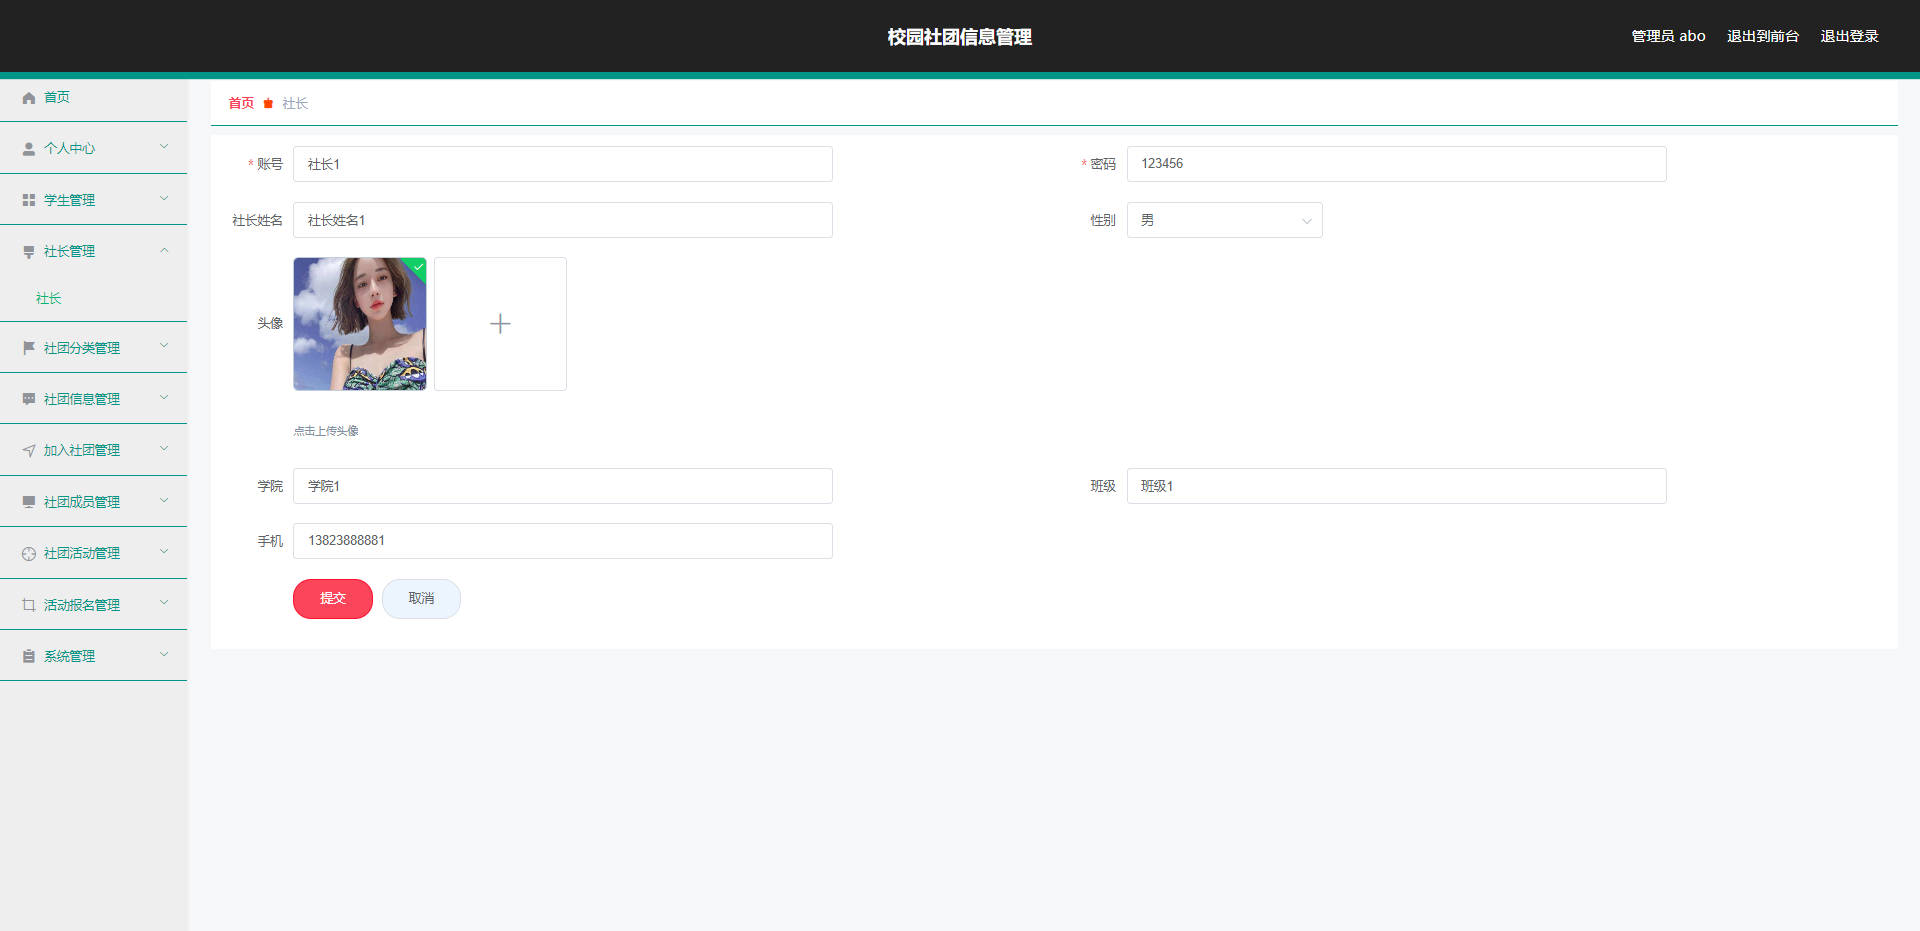 校园社团信息管理
管理员 abo 退出到前台 退出登录
首页
个人中心
学生管理
社长管理
社长
社团分类管理
社团信息管理
加入社团管理
社团成员管理
社团活动管理
活动报名管理
系统管理
首页 社长
* 账号 社长1 * 密码 123456
社长姓名 社长姓名1 性别 男
头像
点击上传头像
学院 学院1 班级 班级1
手机 13823888881
提交 取消